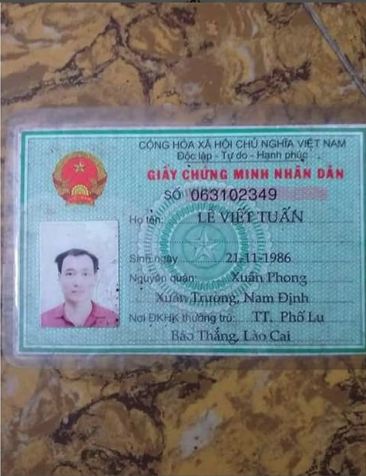 CỘNG HÒA XÃ HỘI CHỦ NGHĨA VIỆT NAM
Độc lập - Tự do - Hạnh phúc
GIẤY CHỨNG MINH NHÂN DÂN
SỐ 063102349
Họ tên: LÊ VIẾT TUẤN
Sinh ngày 21-11-1986
Nguyên quán: Xuân Phong
Xuân Trường, Nam Định
Nơi ĐKHK thường trú: TT. Phố Lu
Bảo Thắng, Lào Cai